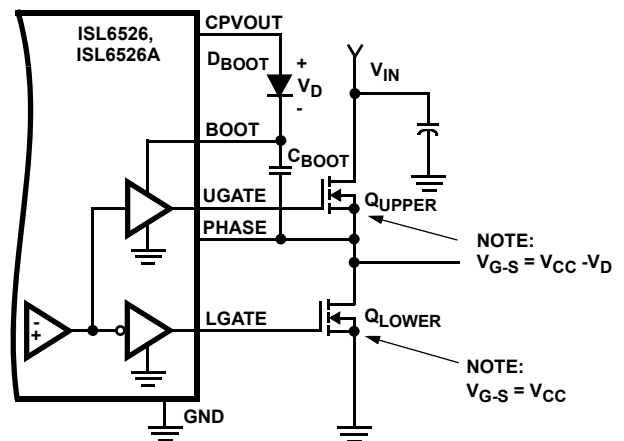 ISL6526,
ISL6526A
CPVOUT
DBOOT
+
VD
-
VIN
BOOT
CBOOT
UGATE
QUPPER
PHASE
NOTE:
VG-S = VCC -VD
-
+
LGATE
QLOWER
NOTE:
VG-S = VCC
GND